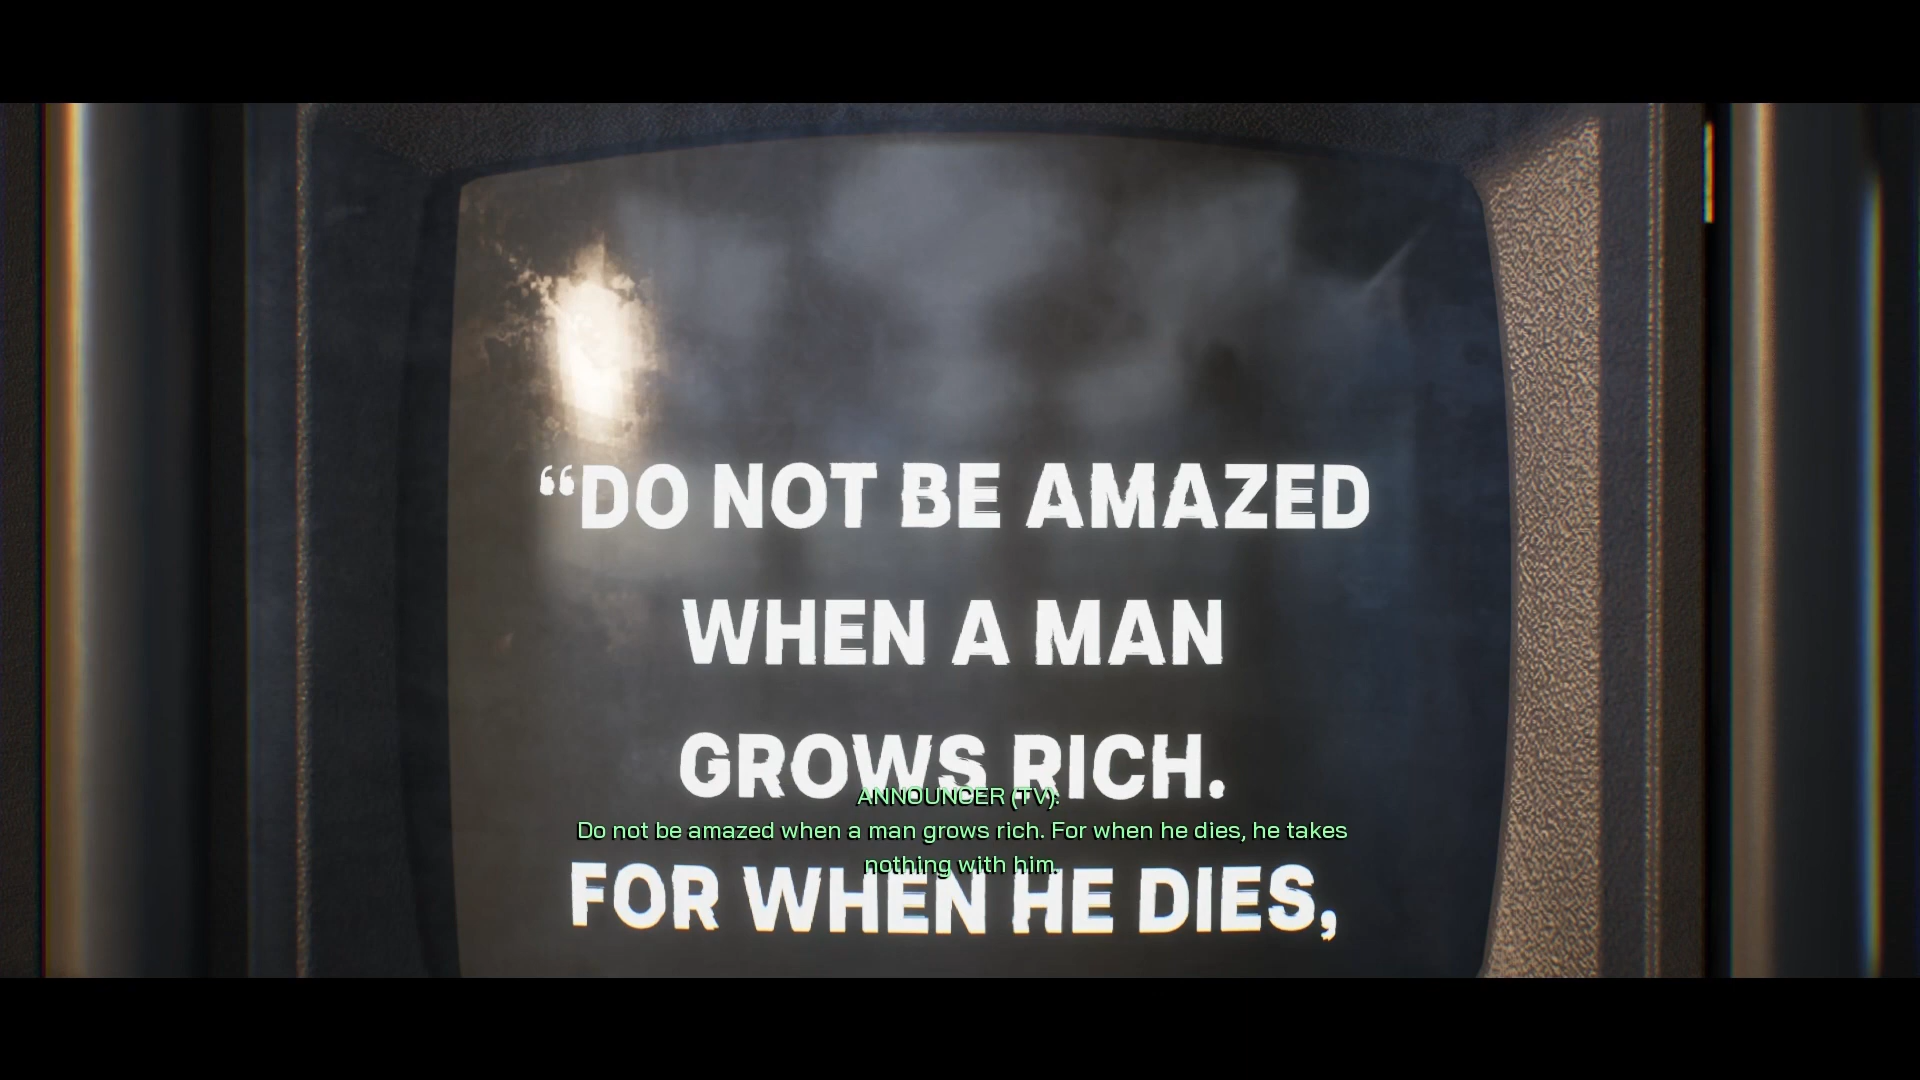 “DO NOT BE AMAZED
WHEN A MAN
GROWS RICH.
FOR WHEN HE DIES,
ANNOUNCER (TV):
Do not be amazed when a man grows rich. For when he dies, he takes
nothing with him.